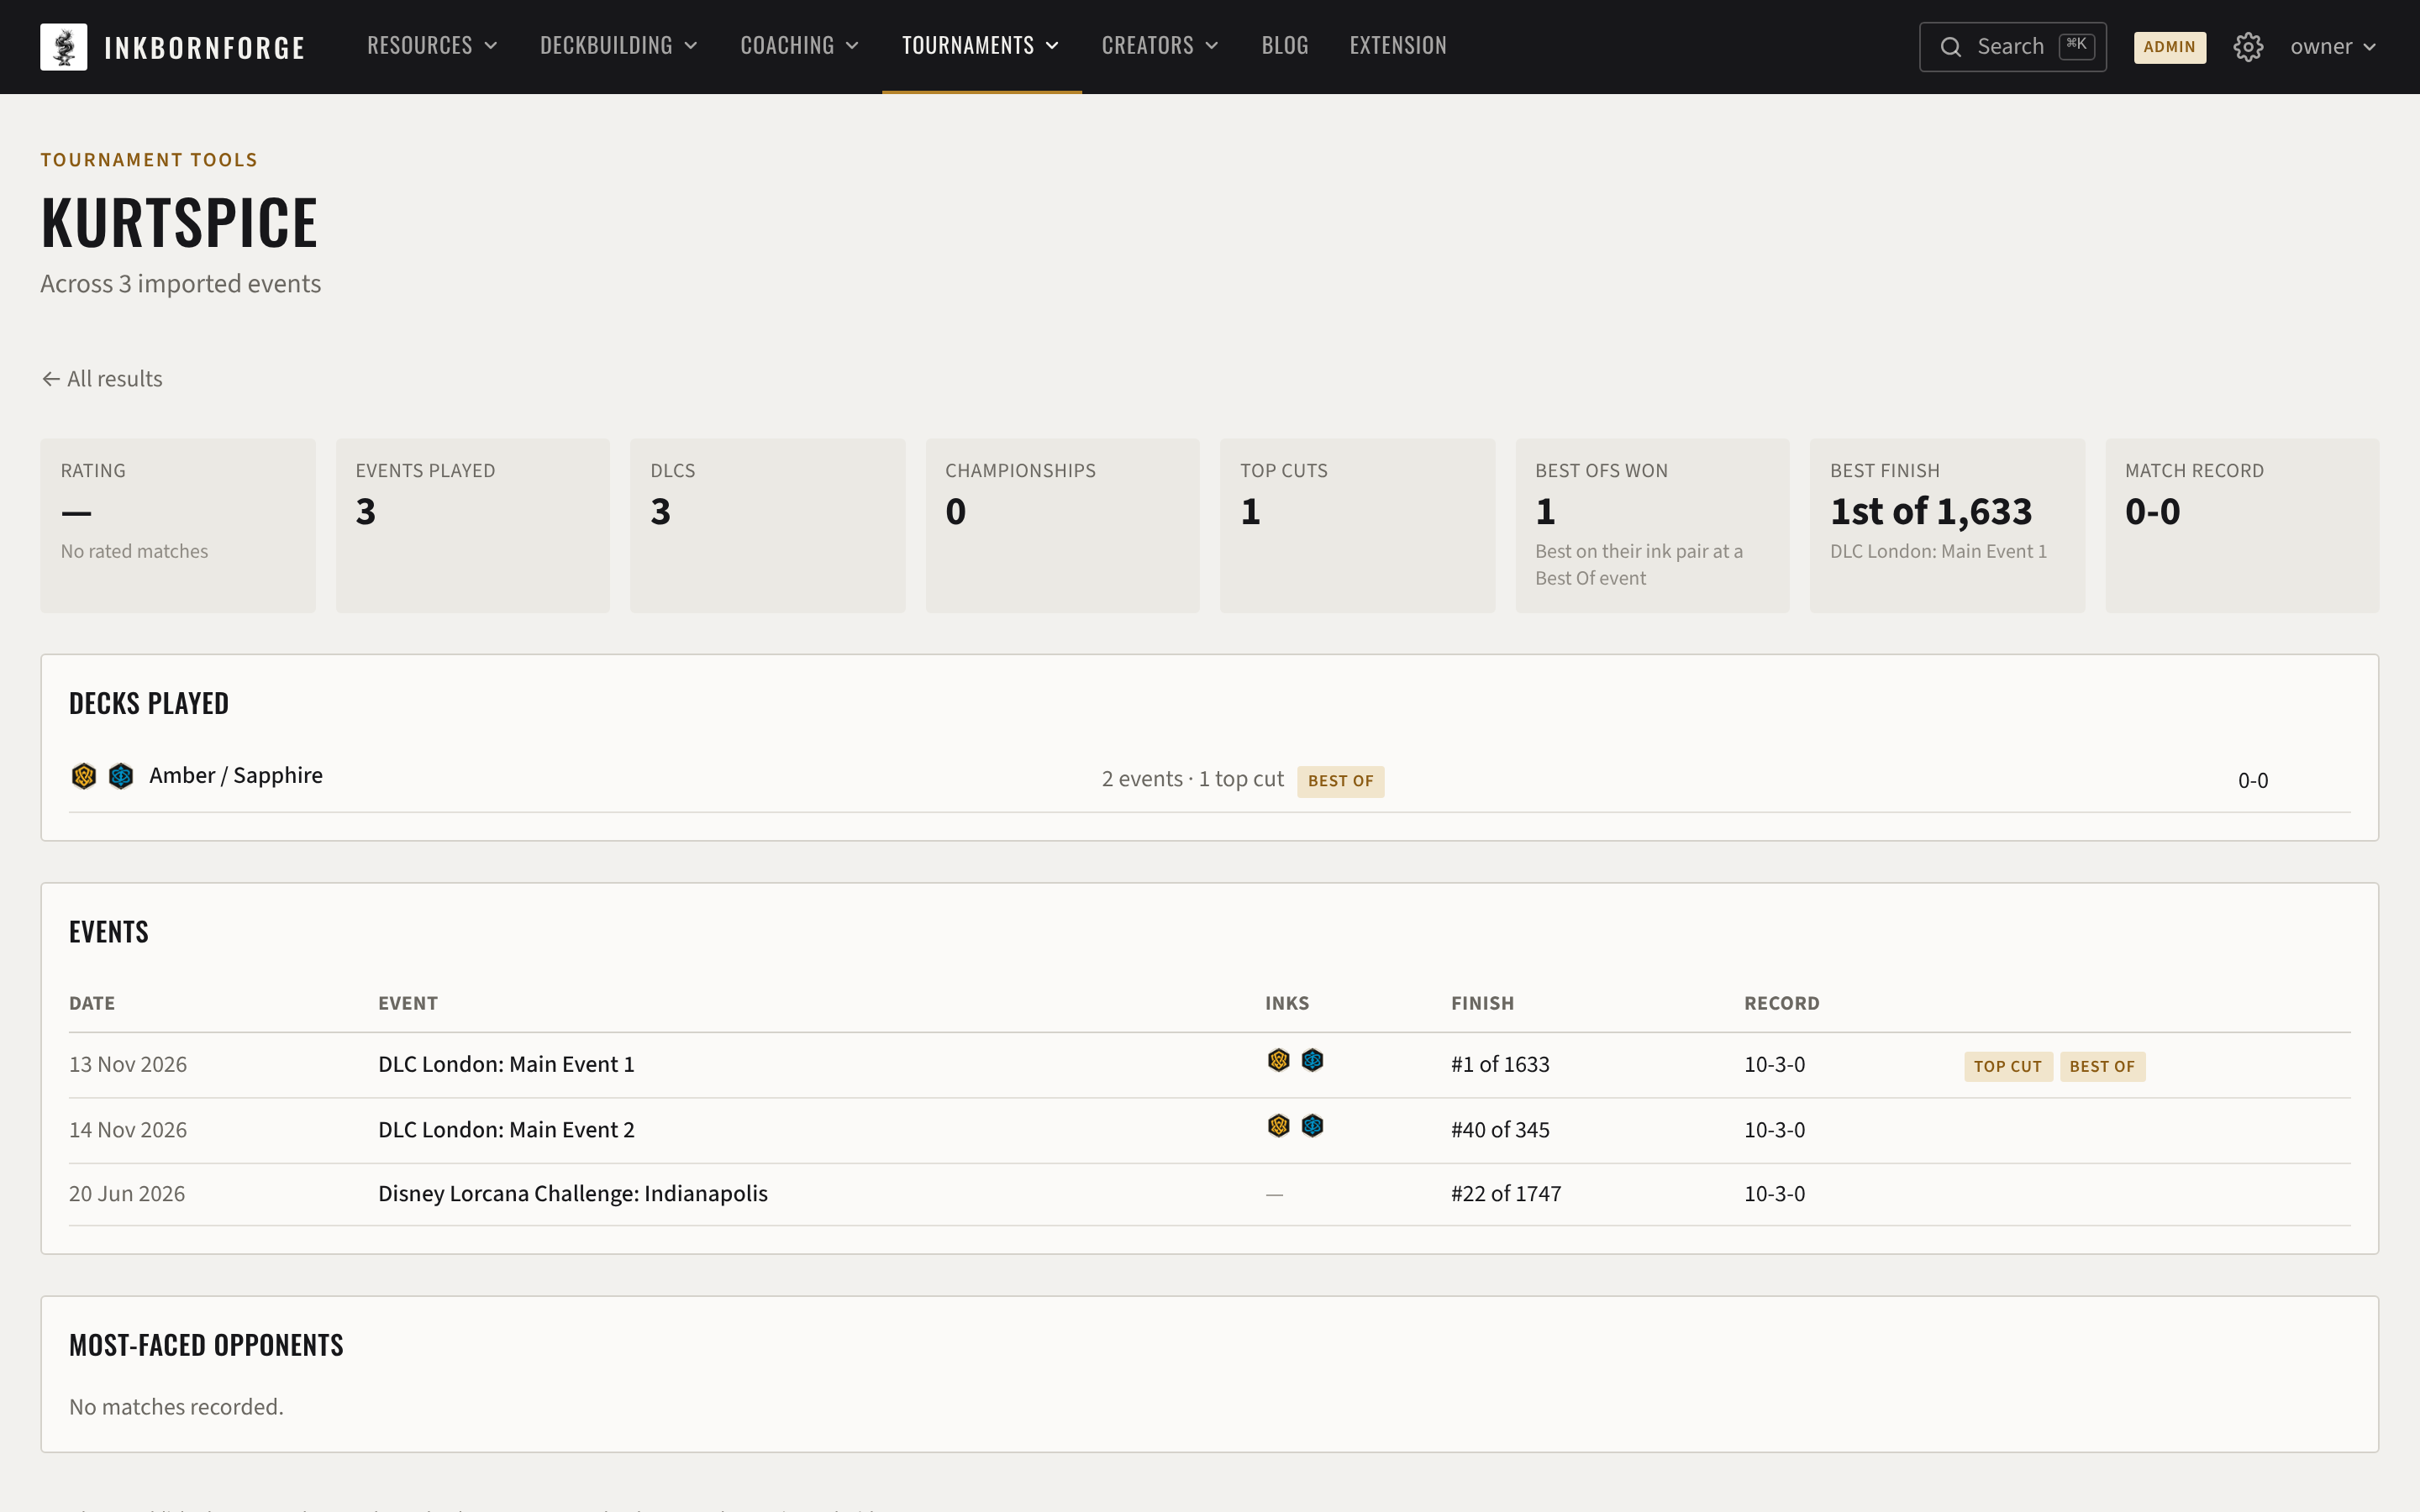 INKBORNFORGE RESOURCES DECKBUILDING COACHING TOURNAMENTS CREATORS BLOG EXTENSION Search ⌘K ADMIN owner
TOURNAMENT TOOLS
KURTSPICE
Across 3 imported events
← All results
RATING
—
No rated matches
EVENTS PLAYED
3
DLCS
3
CHAMPIONSHIPS
0
TOP CUTS
1
BEST OFS WON
1
Best on their ink pair at a
Best Of event
BEST FINISH
1st of 1,633
DLC London: Main Event 1
MATCH RECORD
0-0
DECKS PLAYED
Amber / Sapphire 2 events · 1 top cut BEST OF 0-0
EVENTS
DATE EVENT INKS FINISH RECORD
13 Nov 2026 DLC London: Main Event 1 #1 of 1633 10-3-0 TOP CUT BEST OF
14 Nov 2026 DLC London: Main Event 2 #40 of 345 10-3-0
20 Jun 2026 Disney Lorcana Challenge: Indianapolis — #22 of 1747 10-3-0
MOST-FACED OPPONENTS
No matches recorded.